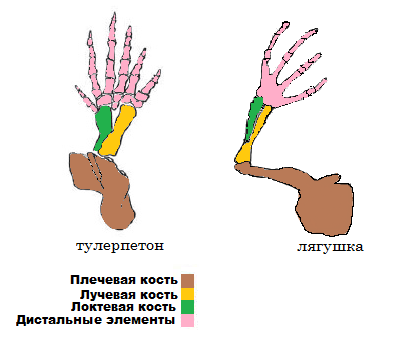 тулерпетон
лягушка
Плечевая кость
Лучевая кость
Локтевая кость
Дистальные элементы